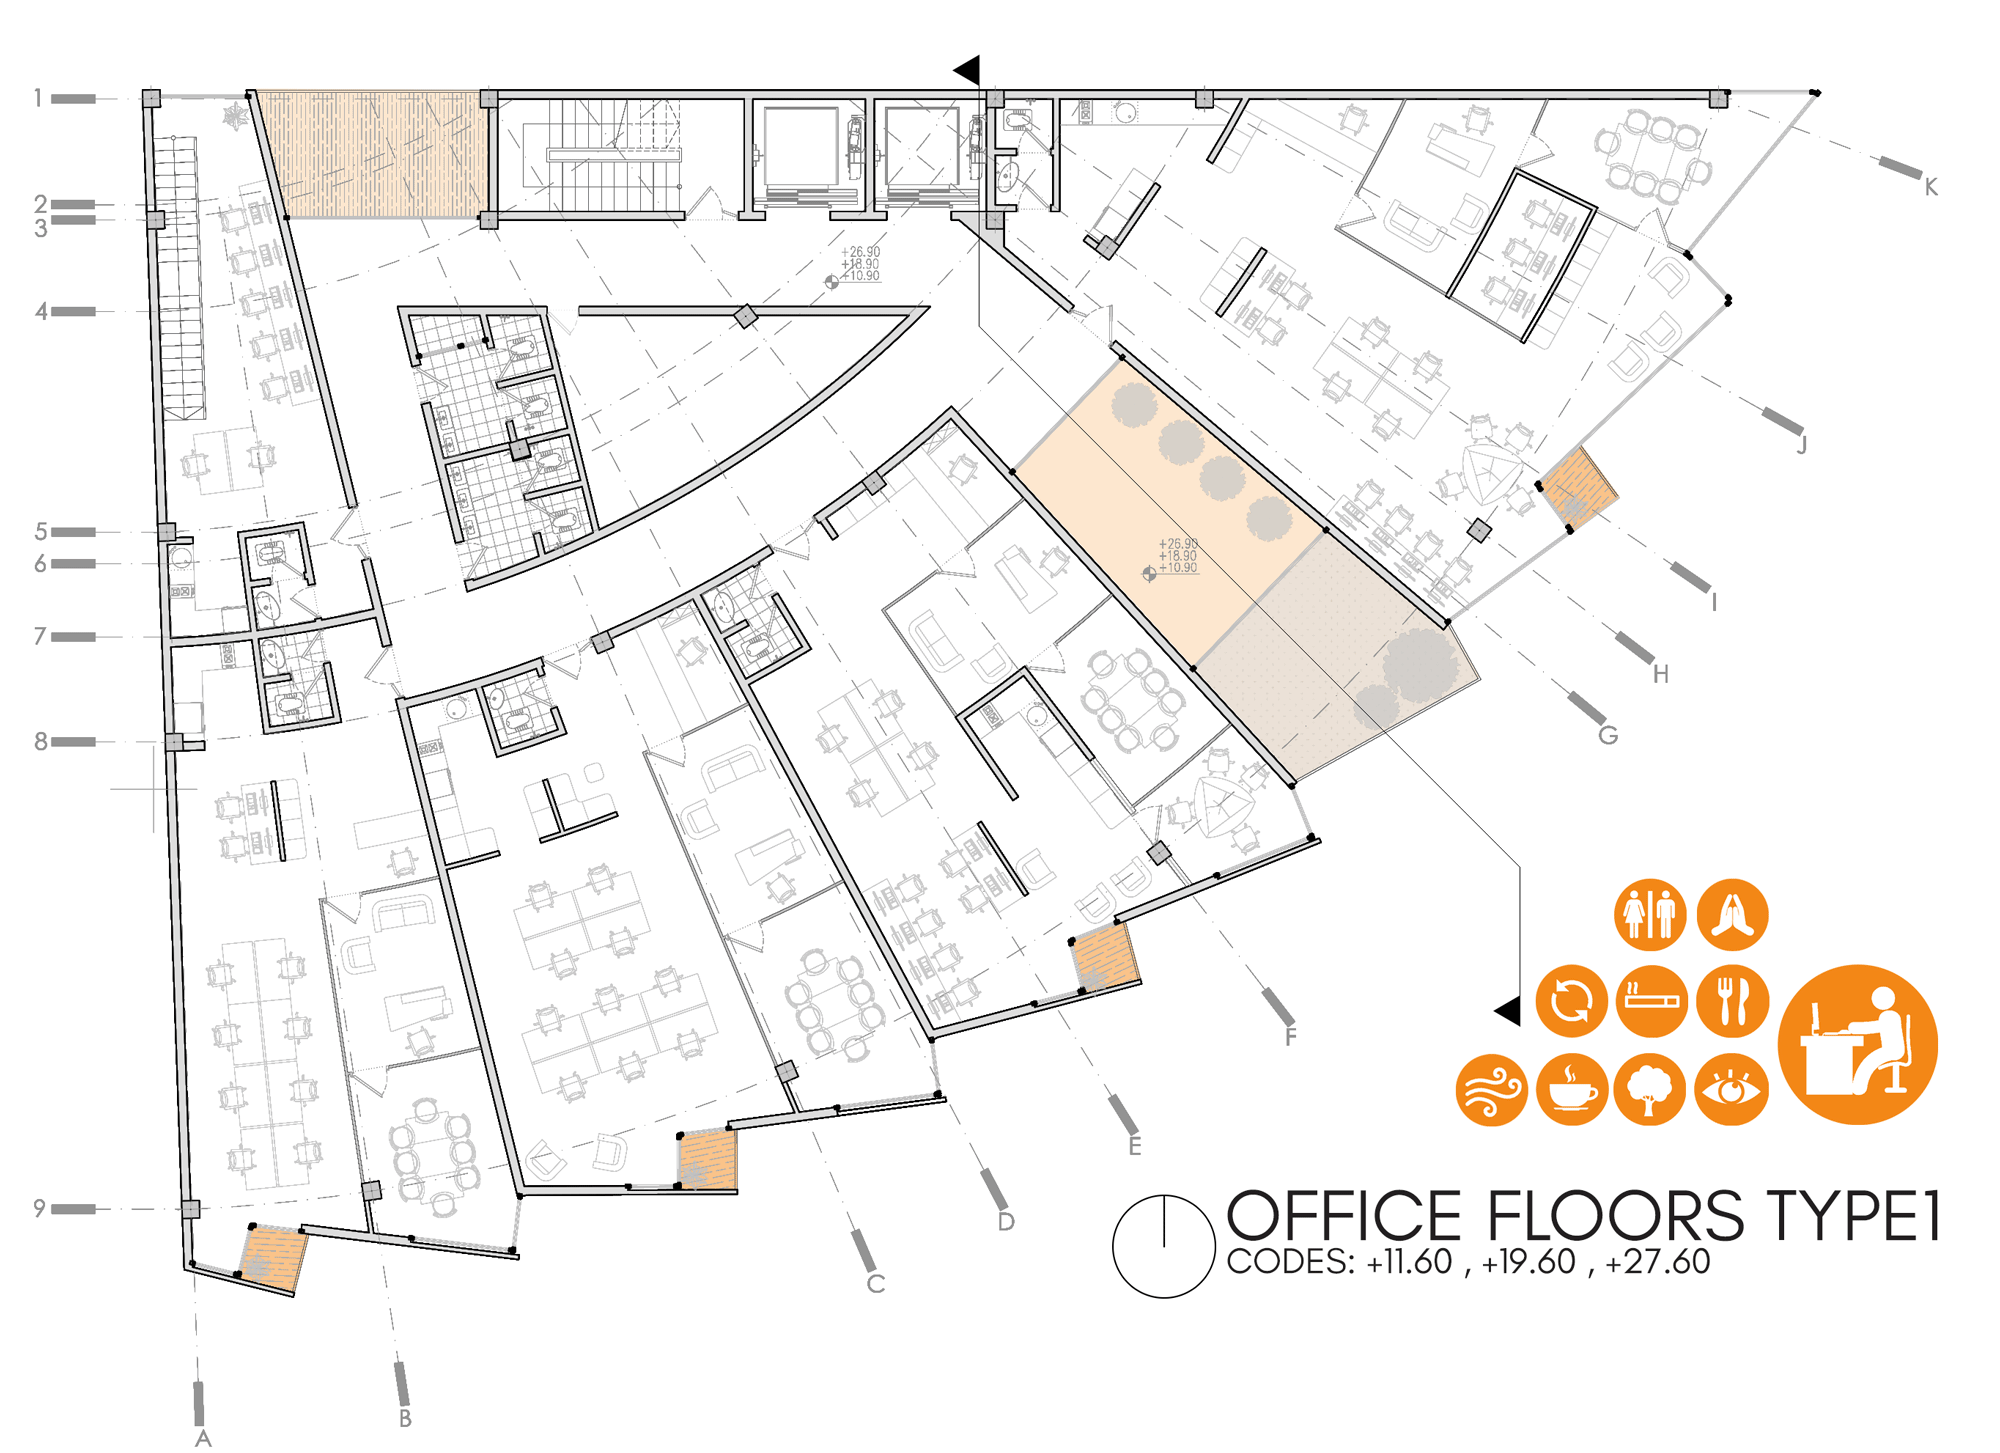 1
2
3
4
5
6
7
8
9
K
J
I
H
G
F
E
D
C
B
A
+26.90
+18.90
+10.90
+26.90
+18.90
+10.90
OFFICE FLOORS TYPE1
CODES: +11.60 , +19.60 , +27.60